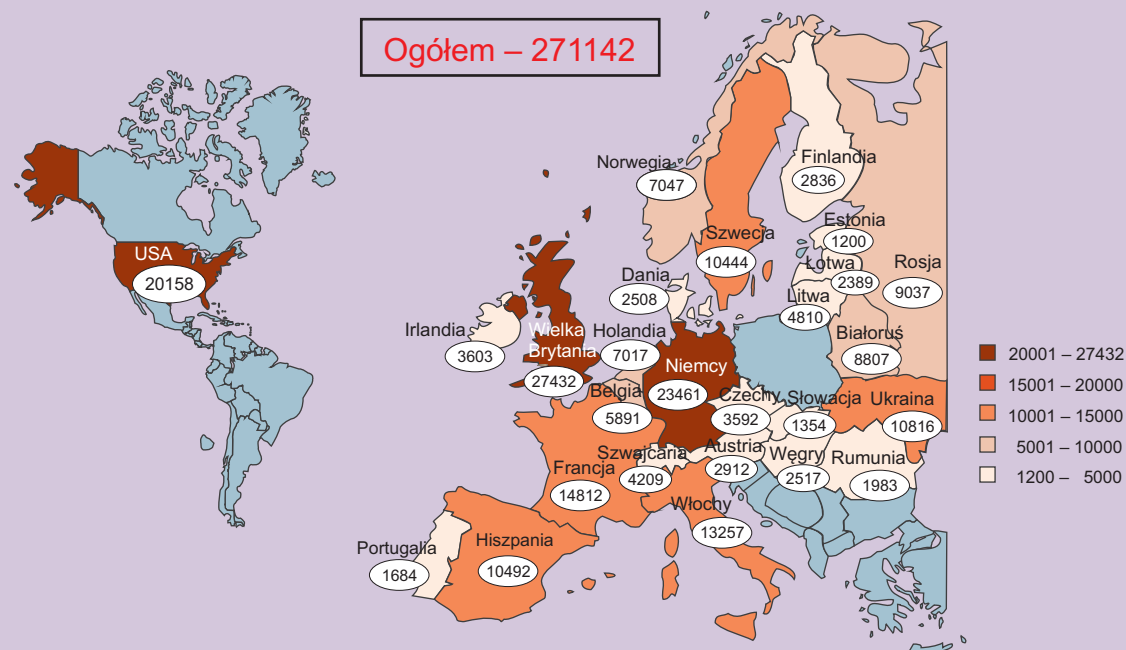 Ogółem – 271142
Norwegia
7047
Finlandia
2836
Szwecja
10444
Estonia
1200
Łotwa
2389
Rosja
9037
USA
20158
Dania
2508
Litwa
4810
Irlandia
3603
Wielka
Brytania
27432
Holandia
7017
Białoruś
8807
Niemcy
23461
Belgia
5891
Czechy
3592
Słowacja
1354
Ukraina
10816
Szwajcaria
4209
Austria
2912
Węgry
2517
Rumunia
1983
Francja
14812
Włochy
13257
Portugalia
1684
Hiszpania
10492
20001 – 27432
15001 – 20000
10001 – 15000
5001 – 10000
1200 – 5000